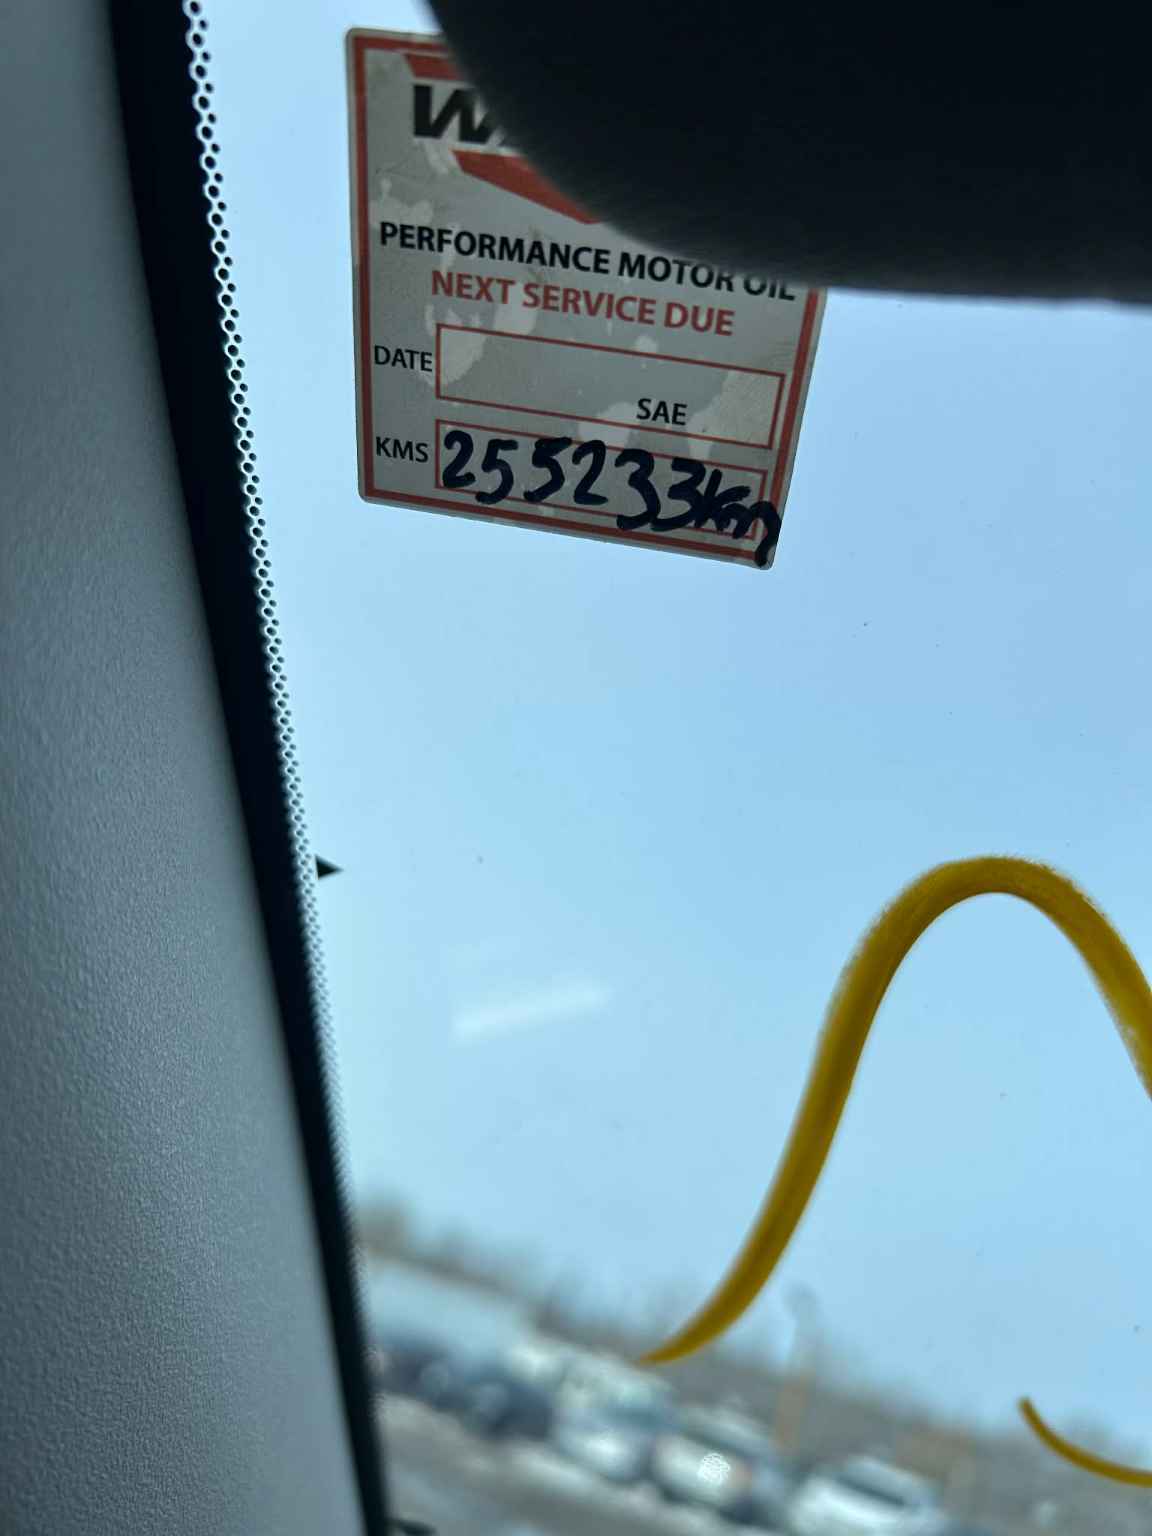 PERFORMANCE MOTOR OIL
NEXT SERVICE DUE
DATE
SAE
KMS 255233km